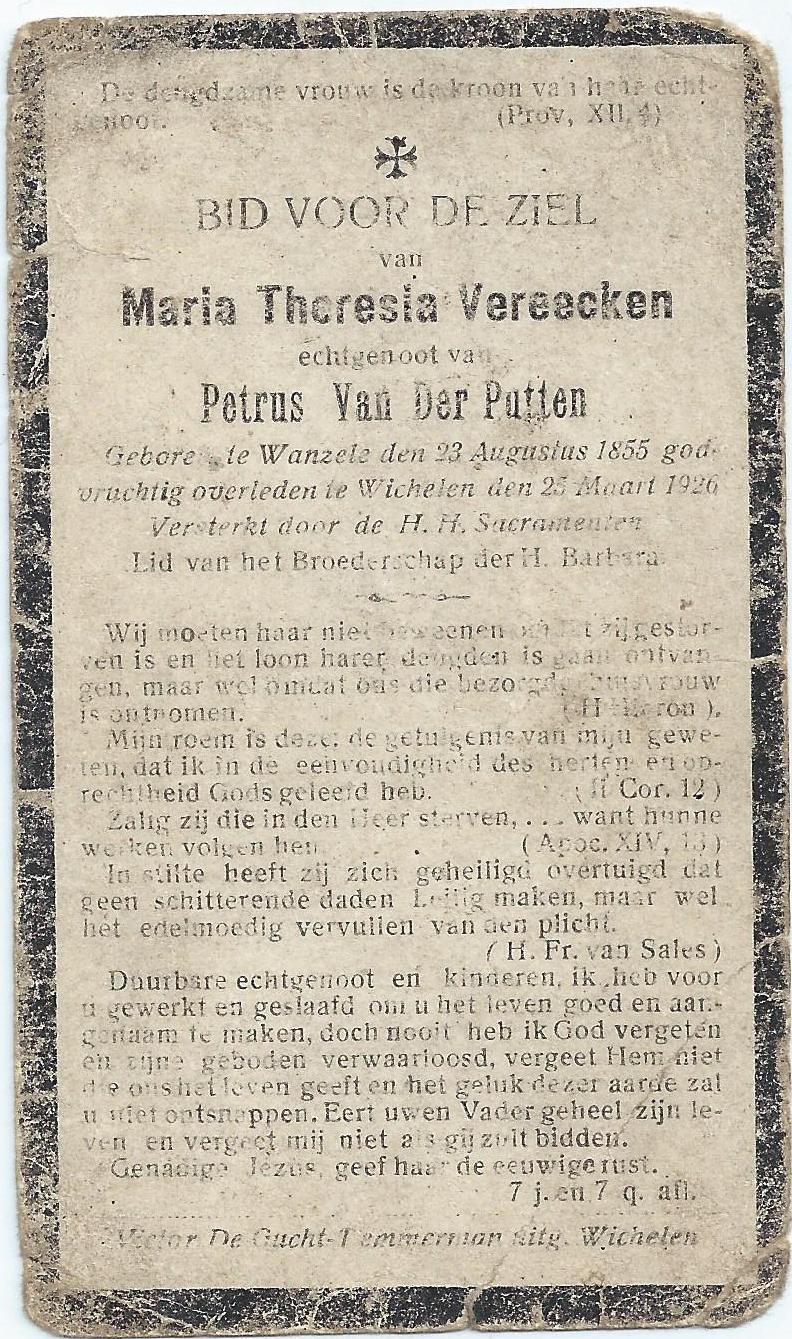 De deugdzame vrouw is de kroon van haar echt-
genoot. (Prov, XII, 4)
BID VOOR DE ZIEL
van
Maria Theresia Vereecken
echtgenoot van
Petrus Van Der Putten
Geboren te Wanzele den 23 Augustus 1855 god-
vruchtig overleden te Wichelen den 25 Maart 1926
Versterkt door de H. H. Sacramenten
Lid van het Broederschap der H. Barbara
Wij moeten haar niet beweenen omdat zij gestor-
ven is en het loon harer deugden is gaan ontvan-
gen, maar wel omdat ons die bezorgde huisvrouw
is ontnomen. (H Hieron ).
Mijn roem is deze: de getuigenis van mijn gewe-
ten, dat ik in de eenvoudigheid des herten en op-
rechtheid Gods geleefd heb. ( II Cor. 12 )
Zalig zij die in den Heer sterven, . .. want hunne
werken volgen hen . ( Apoc. XIV, 13 )
In stilte heeft zij zich geheiligd overtuigd dat
geen schitterende daden heilig maken, maar wel
het edelmoedig vervullen van den plicht.
( H. Fr. van Sales )
Duurbare echtgenoot en kinderen, ik heb voor
u gewerkt en geslaafd om u het leven goed en aan-
genaam te maken, doch nooit heb ik God vergeten
en zijne geboden verwaarloosd, vergeet Hem niet
die ons het leven geeft en het geluk dezer aarde zal
u niet ontsnappen. Eert uwen Vader geheel zijn le-
ven en vergeet mij niet als gij zult bidden.
Genadige Jezus, geef haar de eeuwige rust.
7 j. en 7 q. afl.
Victor De Gucht-Temmerman uitg. Wichelen